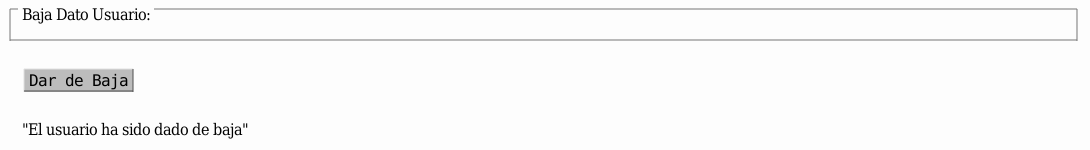 Baja Dato Usuario:
Dar de Baja
"El usuario ha sido dado de baja"